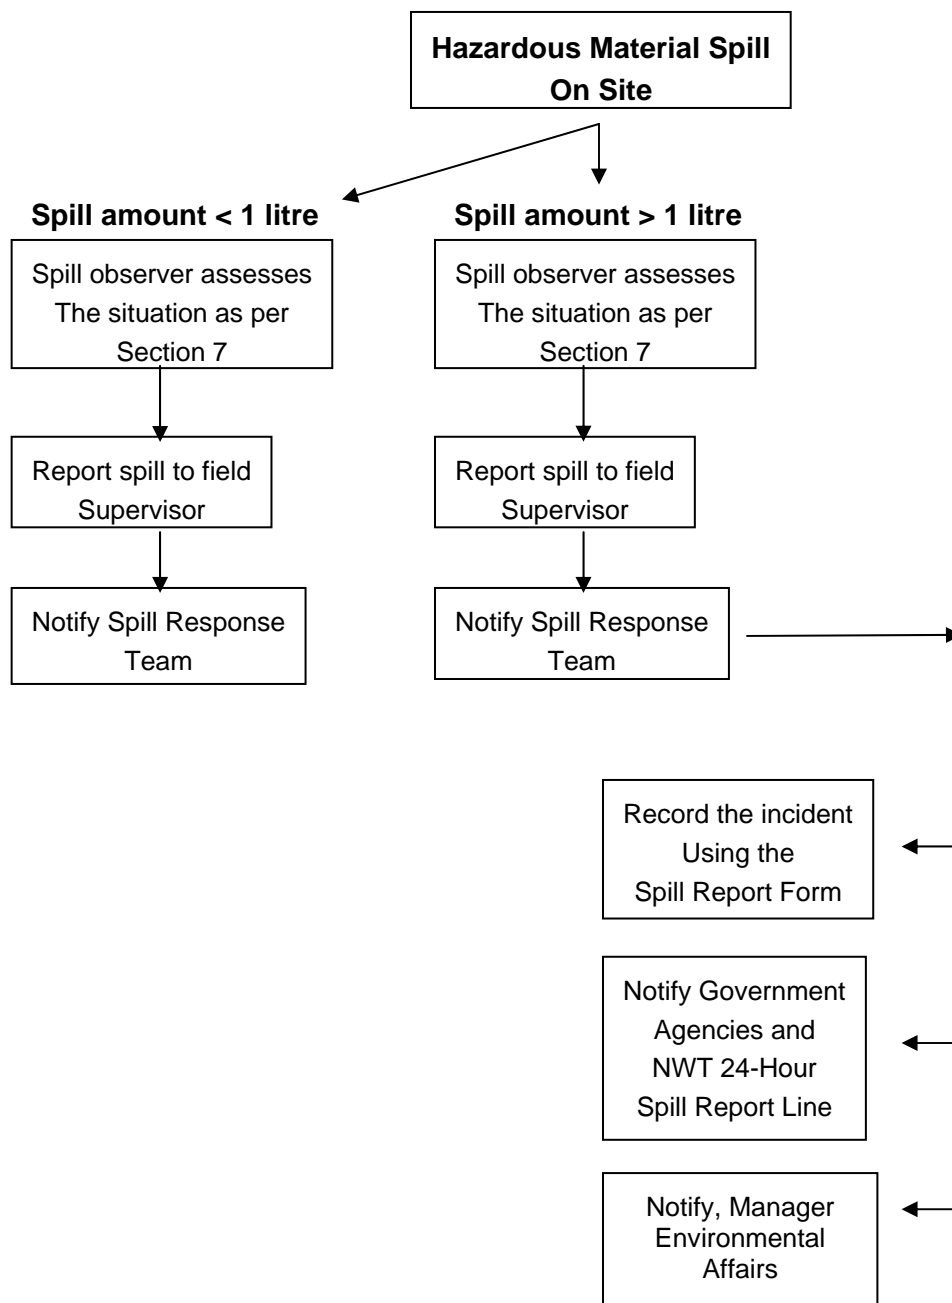 Hazardous Material Spill
On Site
Spill amount < 1 litre
Spill observer assesses
The situation as per
Section 7
Report spill to field
Supervisor
Notify Spill Response
Team
Spill amount > 1 litre
Spill observer assesses
The situation as per
Section 7
Report spill to field
Supervisor
Notify Spill Response
Team
Record the incident
Using the
Spill Report Form
Notify Government
Agencies and
NWT 24-Hour
Spill Report Line
Notify, Manager
Environmental
Affairs